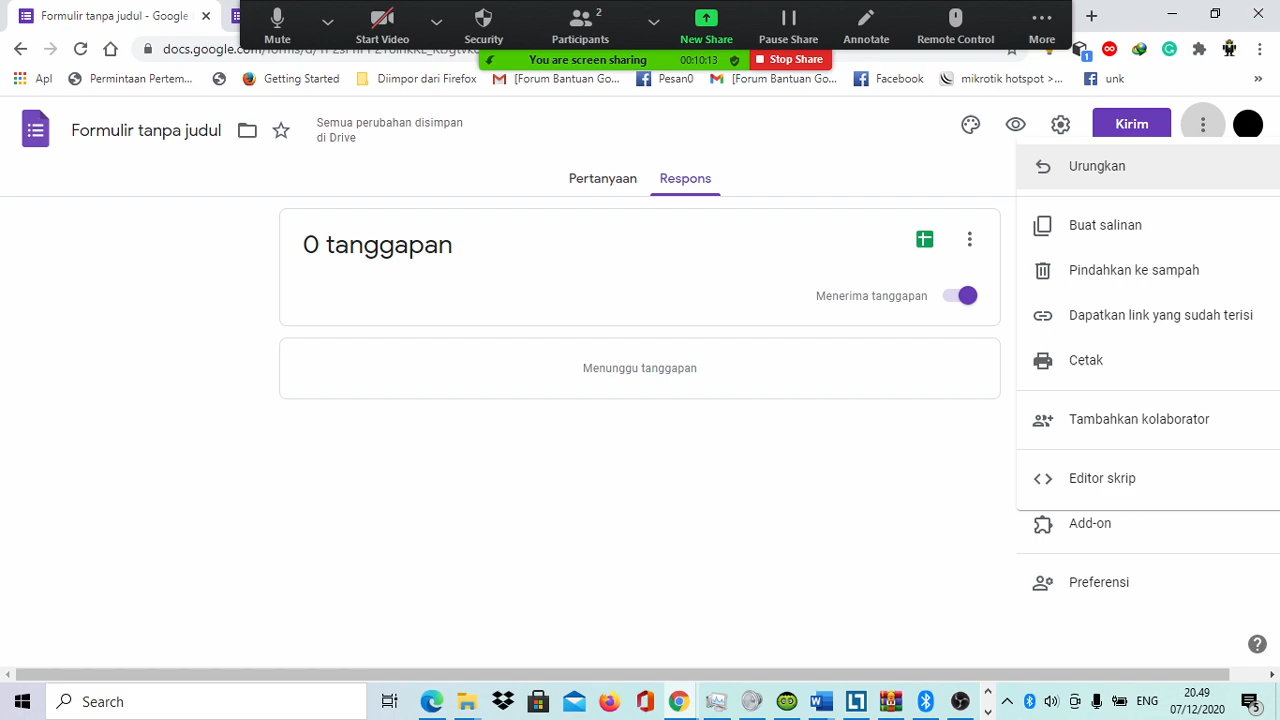 Formulir tanpa judul - Google
Mute
Start Video
Security
2
Participants
New Share
Pause Share
Annotate
Remote Control
More
You are screen sharing
00:10:13
Stop Share
1
Apl
Permintaan Pertem...
Getting Started
Diimpor dari Firefox
[Forum Bantuan Go...
Pesan0
[Forum Bantuan Go...
Facebook
mikrotik hotspot >...
unk
»
Formulir tanpa judul
Semua perubahan disimpan
di Drive
Kirim
Pertanyaan
Respons
0 tanggapan
Menerima tanggapan
Menunggu tanggapan
Urungkan
Buat salinan
Pindahkan ke sampah
Dapatkan link yang sudah terisi
Cetak
Tambahkan kolaborator
Editor skrip
Add-on
Preferensi
Search
ENG
20.49
07/12/2020
5